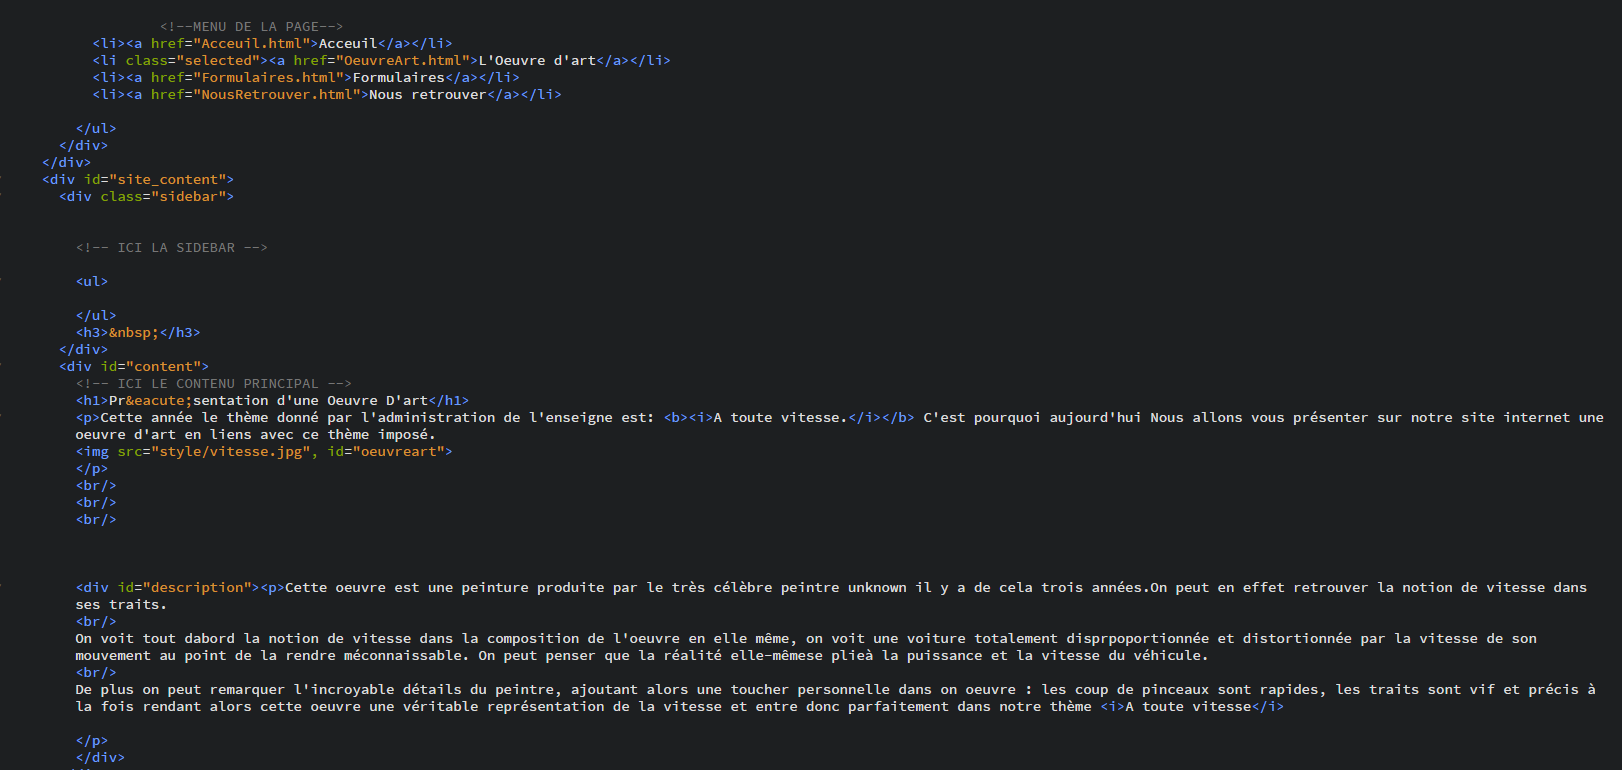 <!--MENU DE LA PAGE-->
<li><a href="Acceuil.html">Acceuil</a></li>
<li class="selected"><a href="OeuvreArt.html">L'Oeuvre d'art</a></li>
<li><a href="Formulaires.html">Formulaires</a></li>
<li><a href="NousRetrouver.html">Nous retrouver</a></li>
</ul>
</div>
</div>
<div id="site_content">
<div class="sidebar">
<!-- ICI LA SIDEBAR -->
<ul>
</ul>
<h3>&nbsp;</h3>
</div>
<div id="content">
<!-- ICI LE CONTENU PRINCIPAL -->
<h1>Pr&eacute;sentation d'une Oeuvre D'art</h1>
<p>Cette année le thème donné par l'administration de l'enseigne est: <b><i>A toute vitesse.</i></b> C'est pourquoi aujourd'hui Nous allons vous présenter sur notre site internet une
oeuvre d'art en liens avec ce thème imposé.
<img src="style/vitesse.jpg", id="oeuvreart">
</p>
<br/>
<br/>
<br/>
<div id="description"><p>Cette oeuvre est une peinture produite par le très célèbre peintre unknown il y a de cela trois années.On peut en effet retrouver la notion de vitesse dans
ses traits.
<br/>
On voit tout dabord la notion de vitesse dans la composition de l'oeuvre en elle même, on voit une voiture totalement disprpoportionnée et distortionnée par la vitesse de son
mouvement au point de la rendre méconnaissable. On peut penser que la réalité elle-mêmese plieà la puissance et la vitesse du véhicule.
<br/>
De plus on peut remarquer l'incroyable détails du peintre, ajoutant alors une toucher personnelle dans on oeuvre : les coup de pinceaux sont rapides, les traits sont vif et précis à
la fois rendant alors cette oeuvre une véritable représentation de la vitesse et entre donc parfaitement dans notre thème <i>A toute vitesse</i>
</p>
</div>